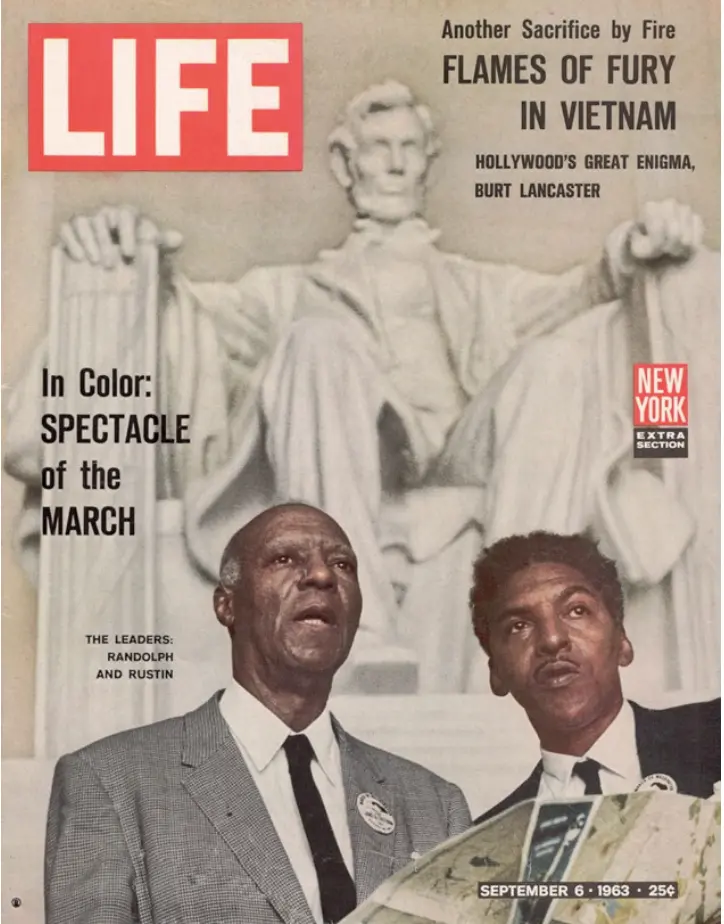 LIFE
Another Sacrifice by Fire
FLAMES OF FURY
IN VIETNAM
HOLLYWOOD'S GREAT ENIGMA,
BURT LANCASTER
In Color:
SPECTACLE
of the
MARCH
NEW
YORK
EXTRA
SECTION
THE LEADERS:
RANDOLPH
AND RUSTIN
SEPTEMBER 6 · 1963 · 25¢